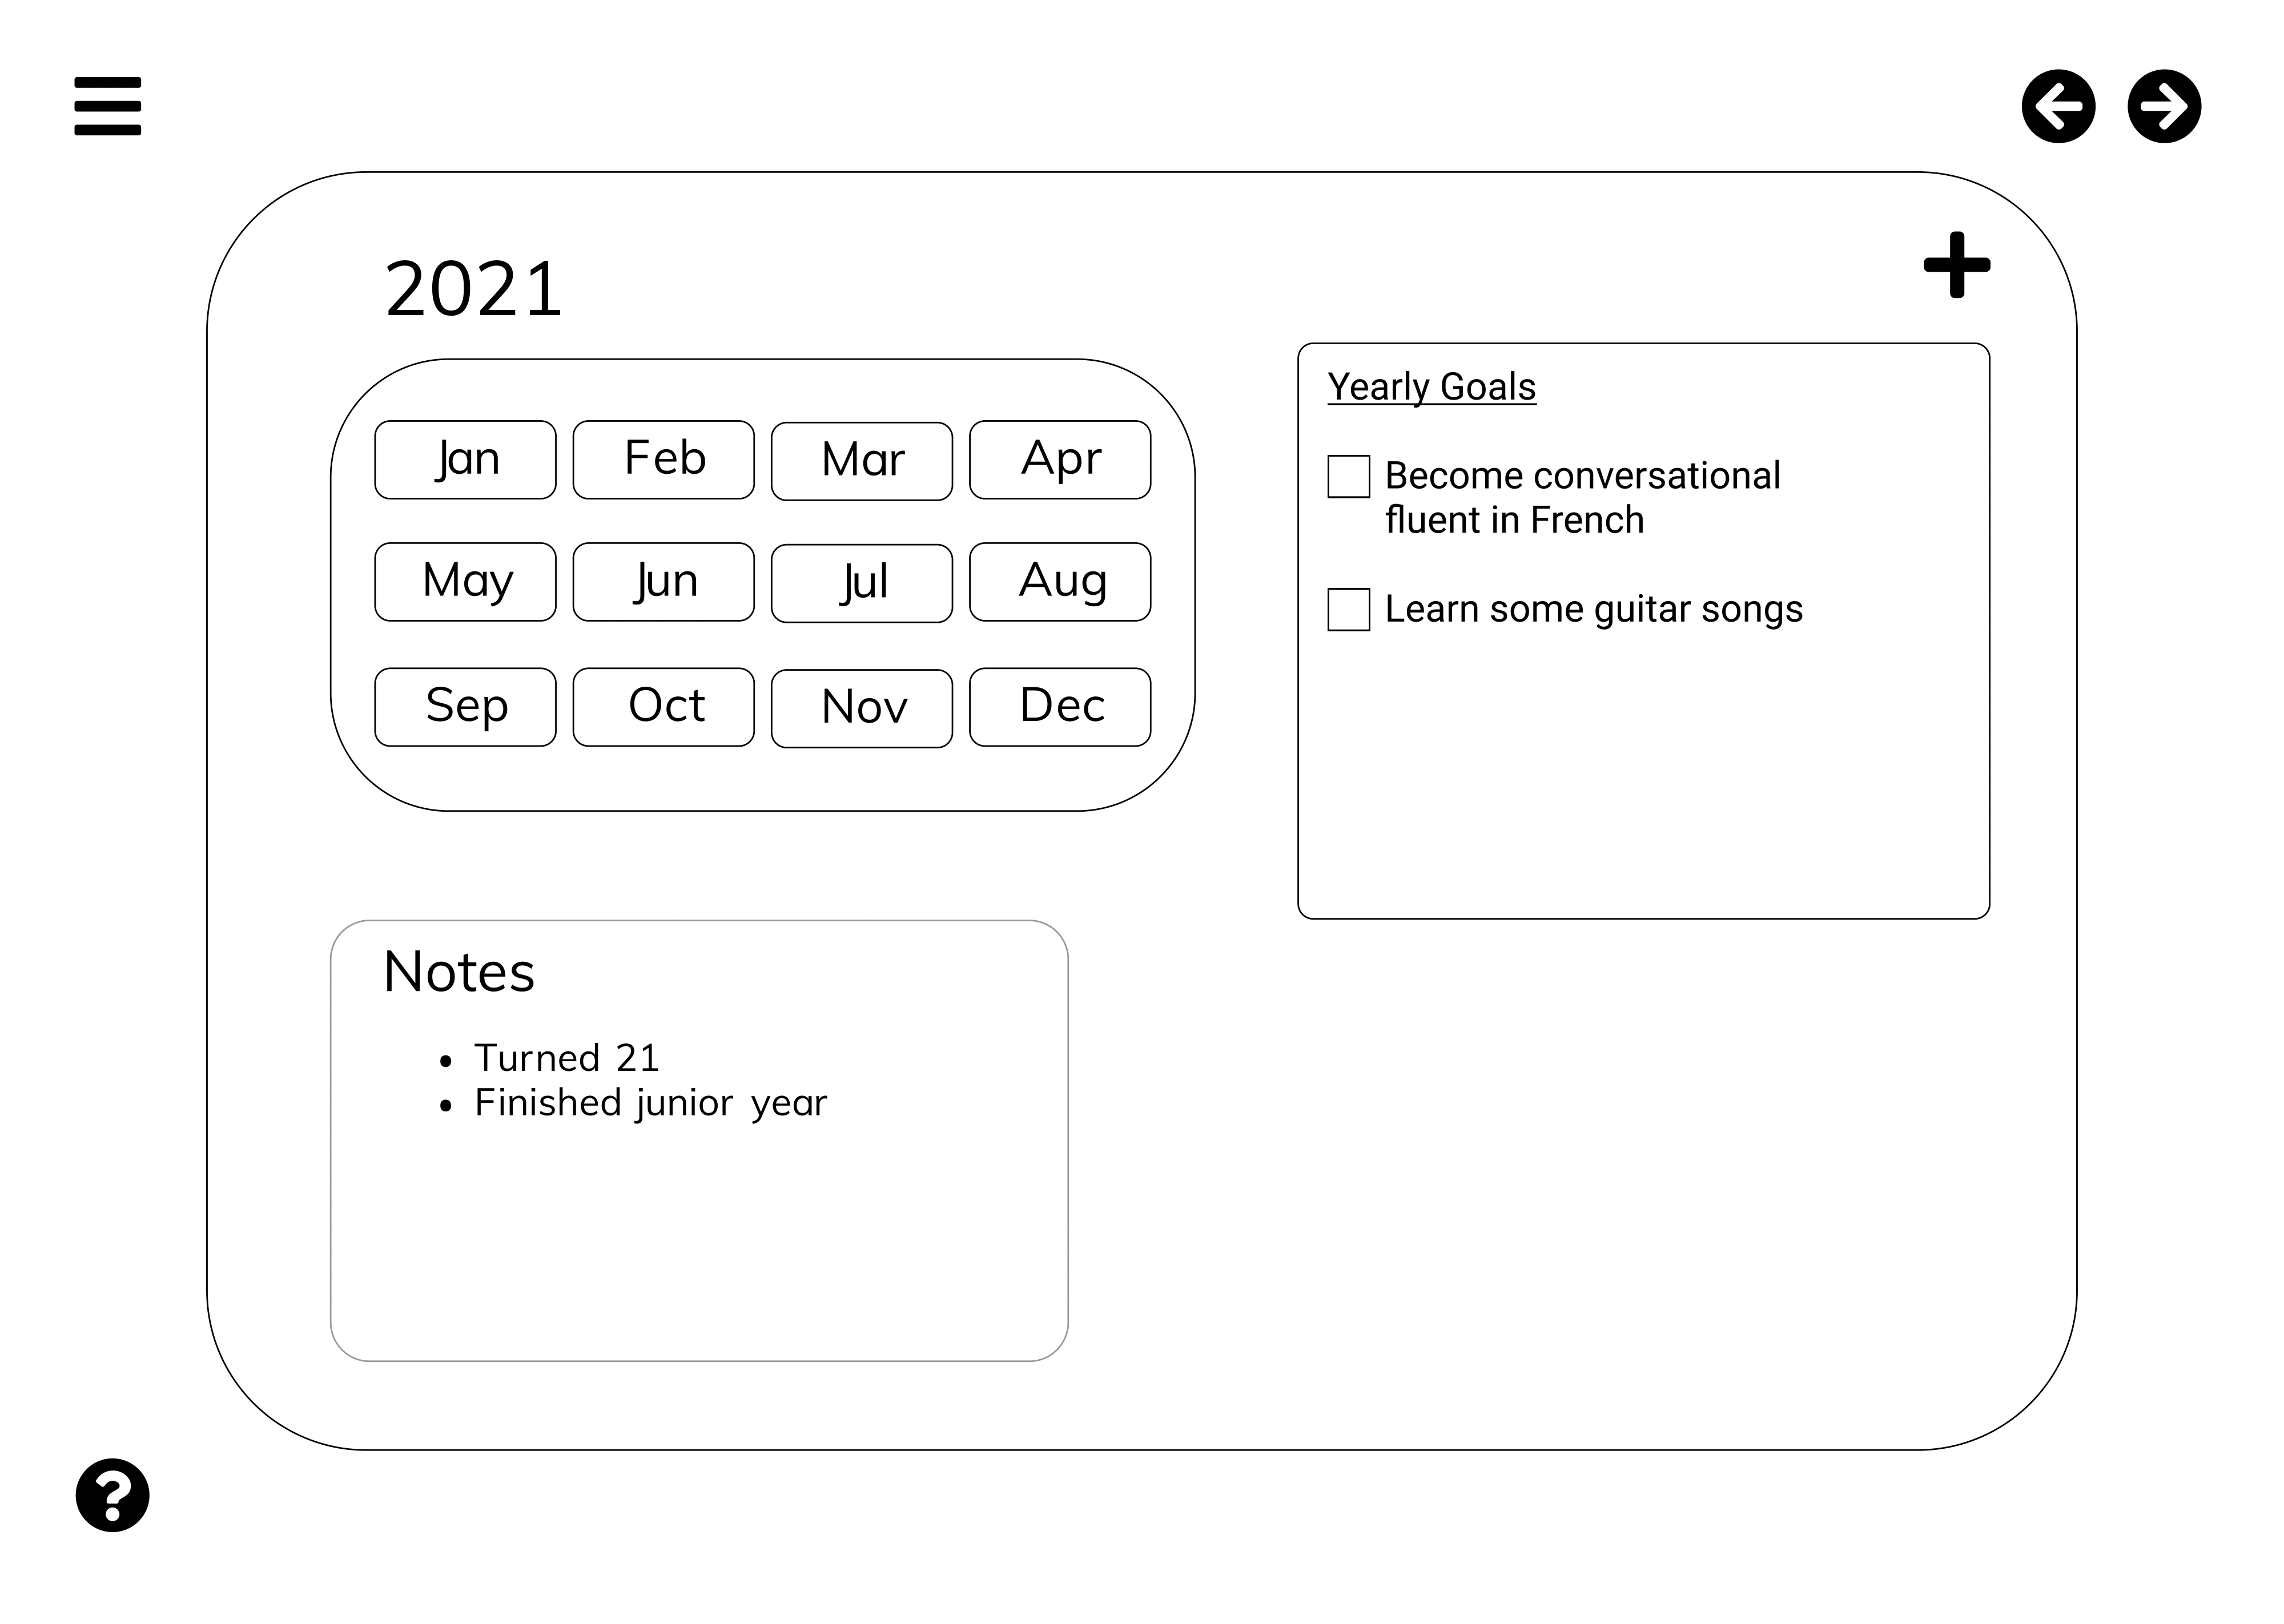 2021
Jan
Feb
Mar
Apr
May
Jun
Jul
Aug
Sep
Oct
Nov
Dec
Yearly Goals
Become conversational
fluent in French
Learn some guitar songs
Notes
• Turned 21
• Finished junior year
?